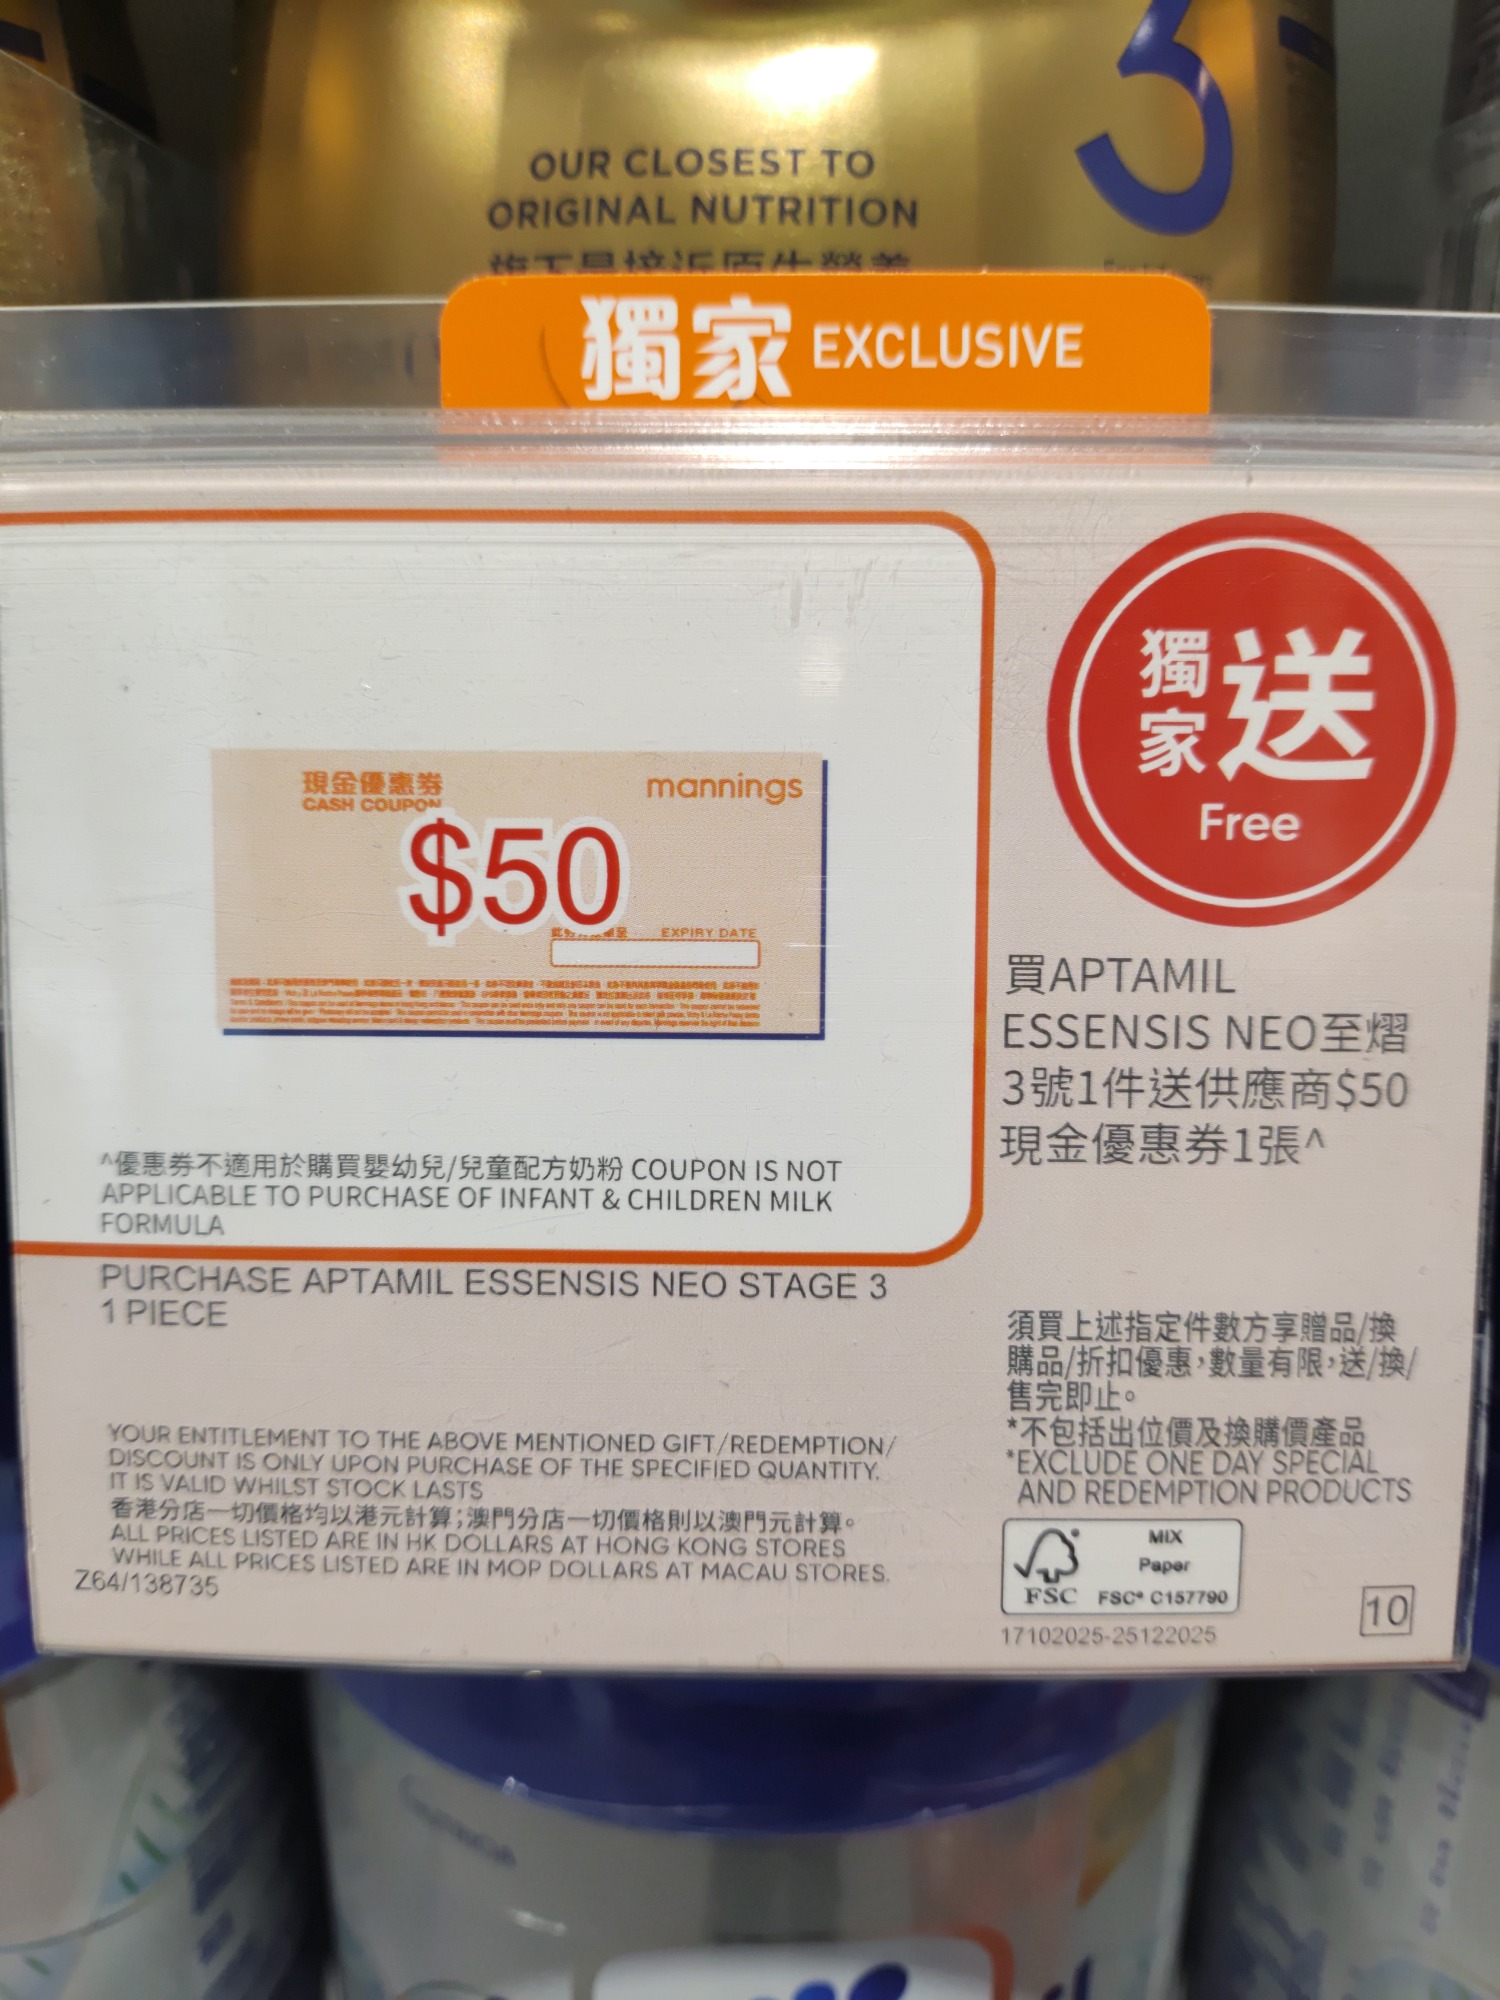 OUR CLOSEST TO
ORIGINAL NUTRITION
旗下最接近原生營養
3
獨家 EXCLUSIVE
獨家 送
Free
現金優惠券
CASH COUPON
mannings
$50
EXPIRY DATE
買APTAMIL
ESSENSIS NEO至熠
3號1件送供應商$50
現金優惠券1張^
^優惠券不適用於購買嬰幼兒/兒童配方奶粉 COUPON IS NOT
APPLICABLE TO PURCHASE OF INFANT & CHILDREN MILK
FORMULA
PURCHASE APTAMIL ESSENSIS NEO STAGE 3
1 PIECE
須買上述指定件數方享贈品/換
購品/折扣優惠，數量有限，送/換/
售完即止。
*不包括出位價及換購價產品
*EXCLUDE ONE DAY SPECIAL
AND REDEMPTION PRODUCTS
YOUR ENTITLEMENT TO THE ABOVE MENTIONED GIFT/REDEMPTION/
DISCOUNT IS ONLY UPON PURCHASE OF THE SPECIFIED QUANTITY.
IT IS VALID WHILST STOCK LASTS
香港分店一切價格均以港元計算；澳門分店一切價格則以澳門元計算。
ALL PRICES LISTED ARE IN HK DOLLARS AT HONG KONG STORES
WHILE ALL PRICES LISTED ARE IN MOP DOLLARS AT MACAU STORES.
Z64/138735
FSC
MIX
Paper
FSC® C157790
17102025-25122025
10